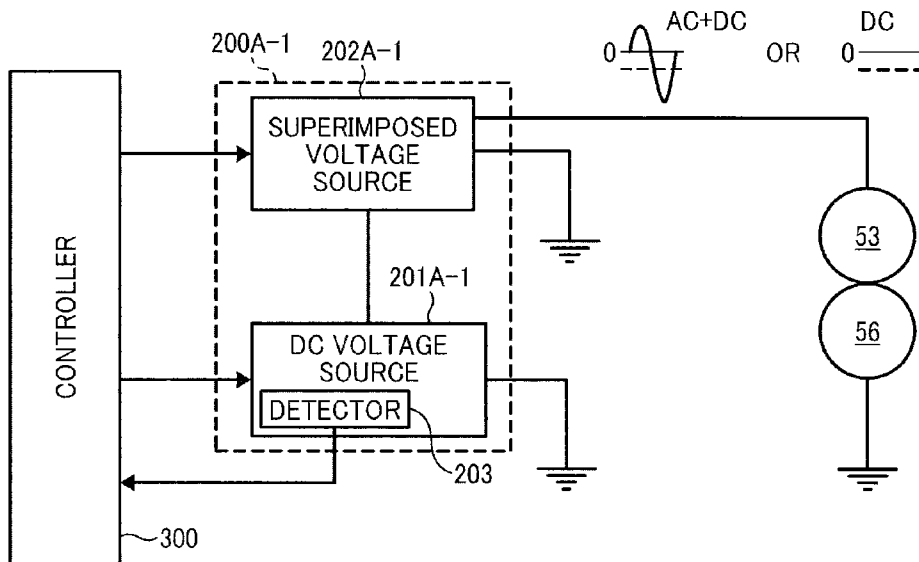 AC+DC
DC
0
OR
0
200A-1
202A-1
SUPERIMPOSED
VOLTAGE
SOURCE
CONTROLLER
53
201A-1
DC VOLTAGE
SOURCE
56
DETECTOR
203
300